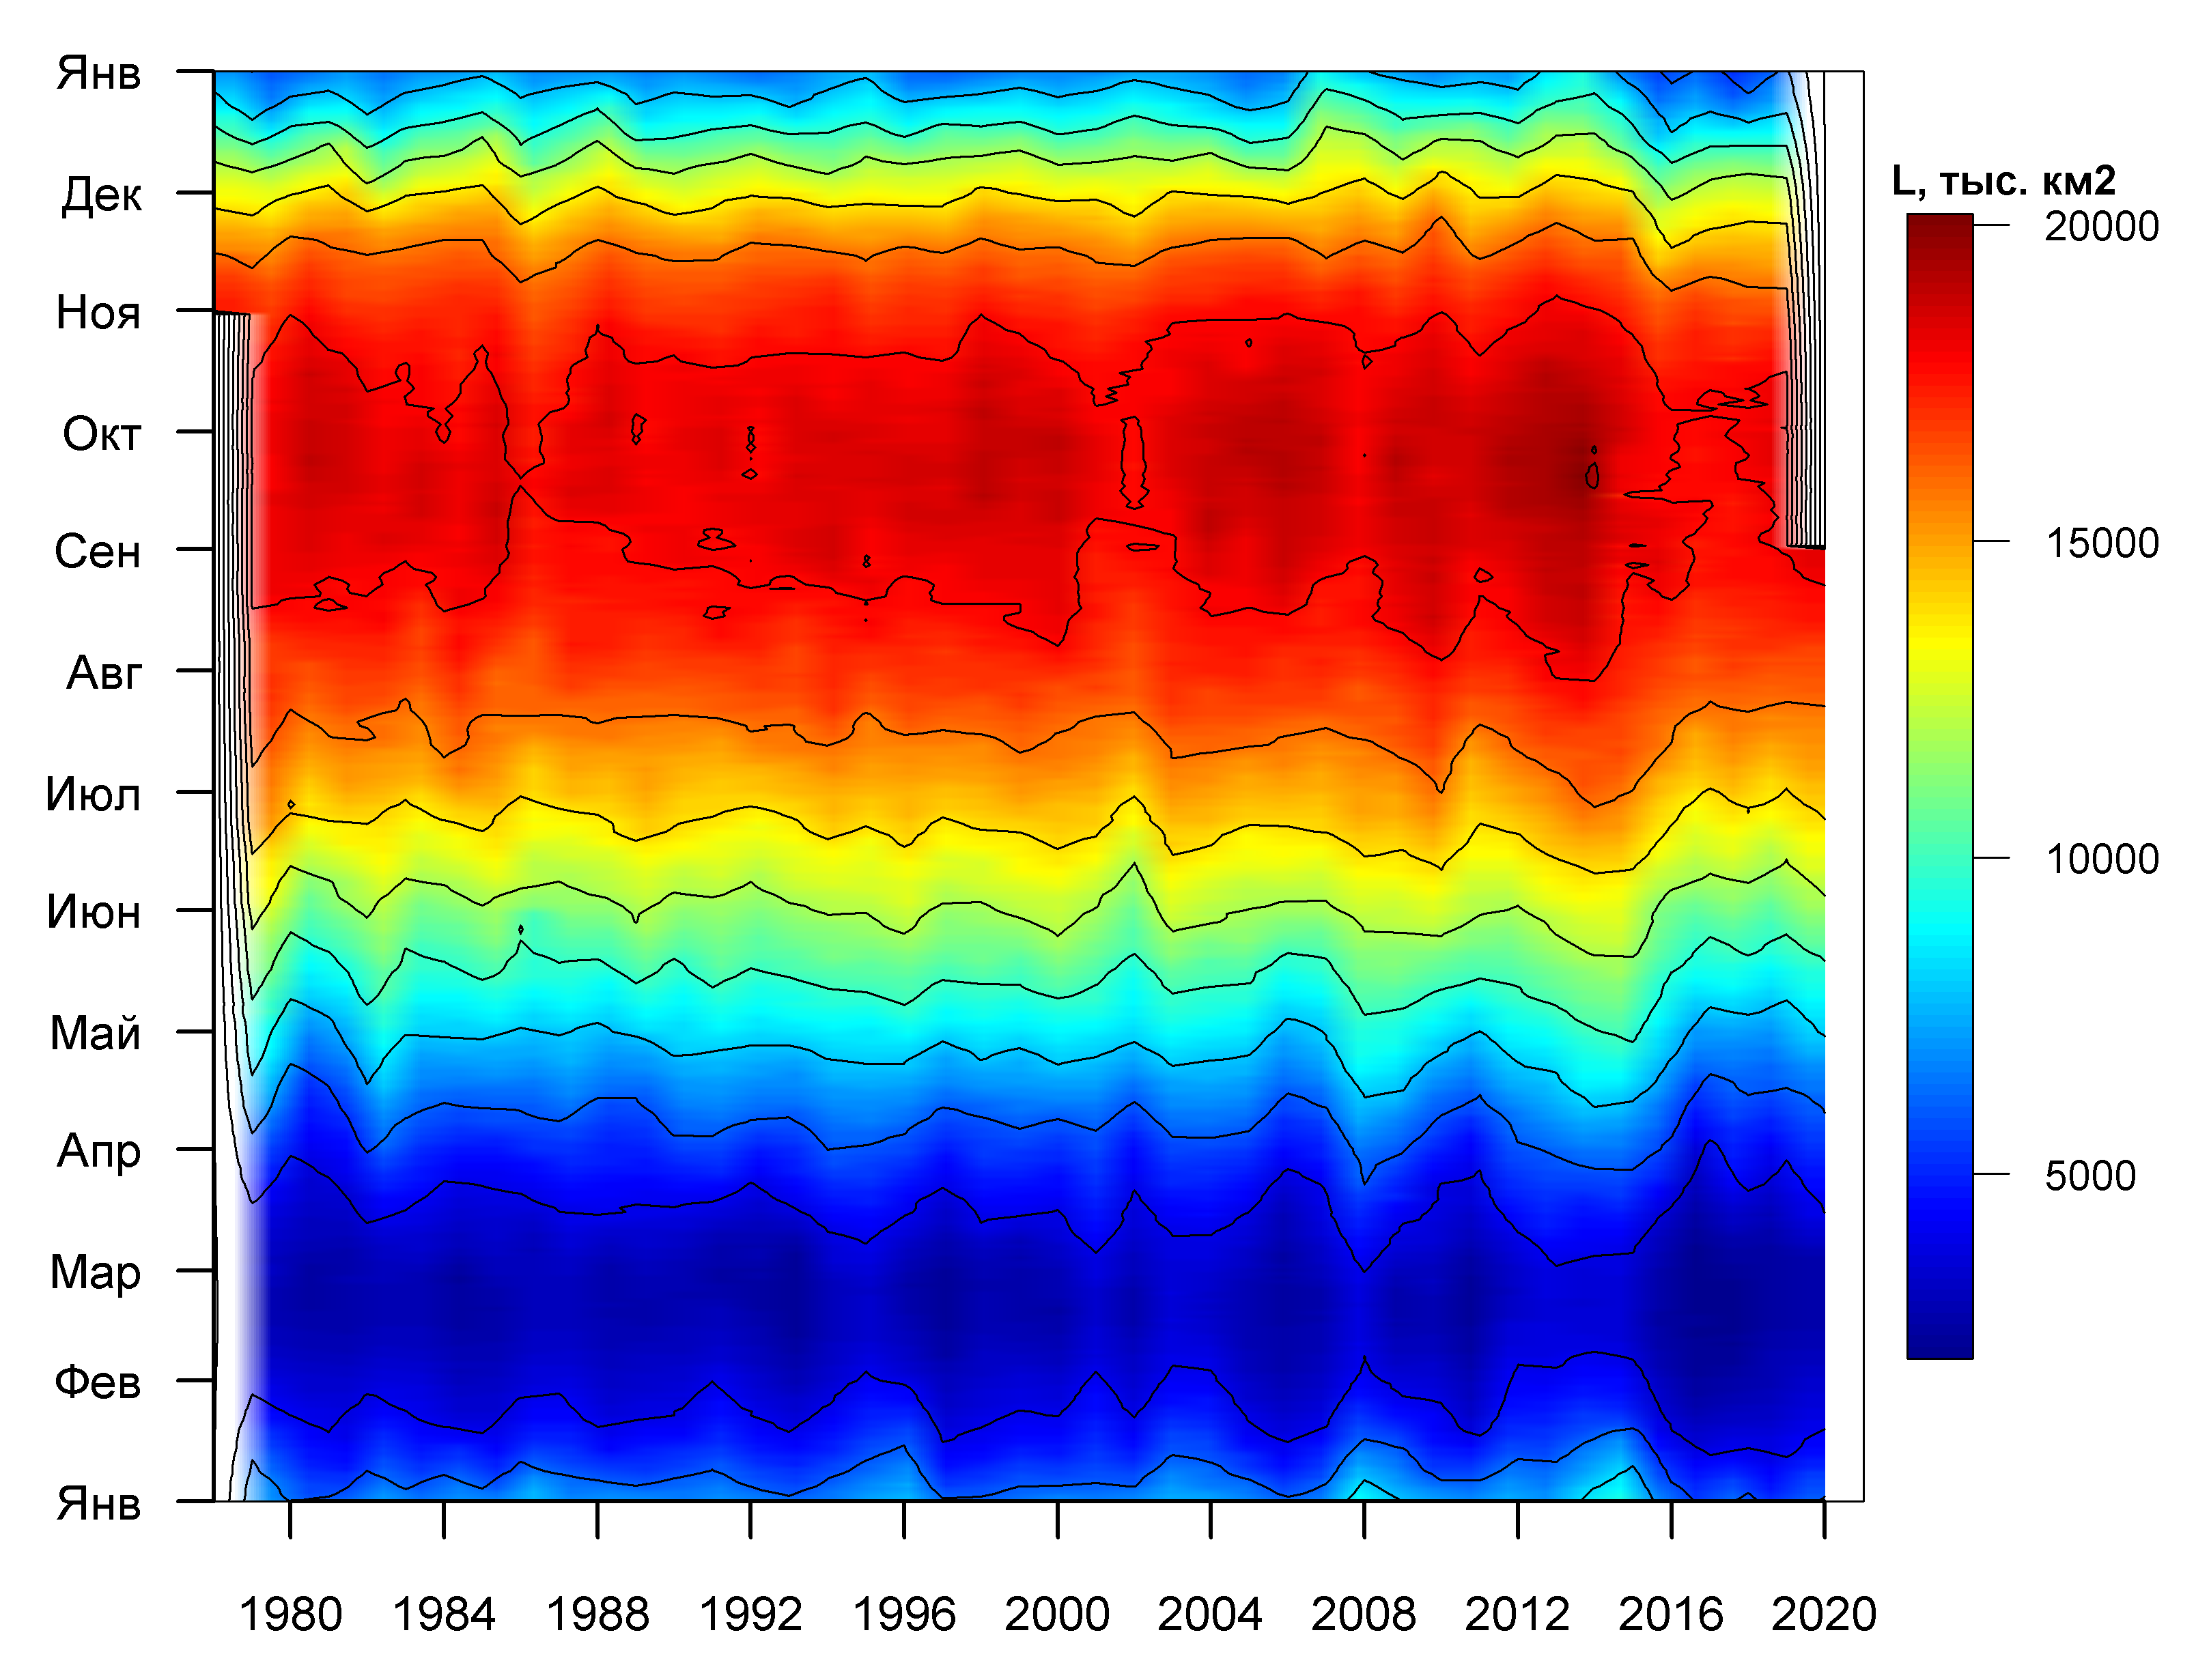 Янв
Дек
Ноя
Окт
Сен
Авг
Июл
Июн
Май
Апр
Мар
Фев
Янв
L, тыс. км2
20000
15000
10000
5000
1980 1984 1988 1992 1996 2000 2004 2008 2012 2016 2020